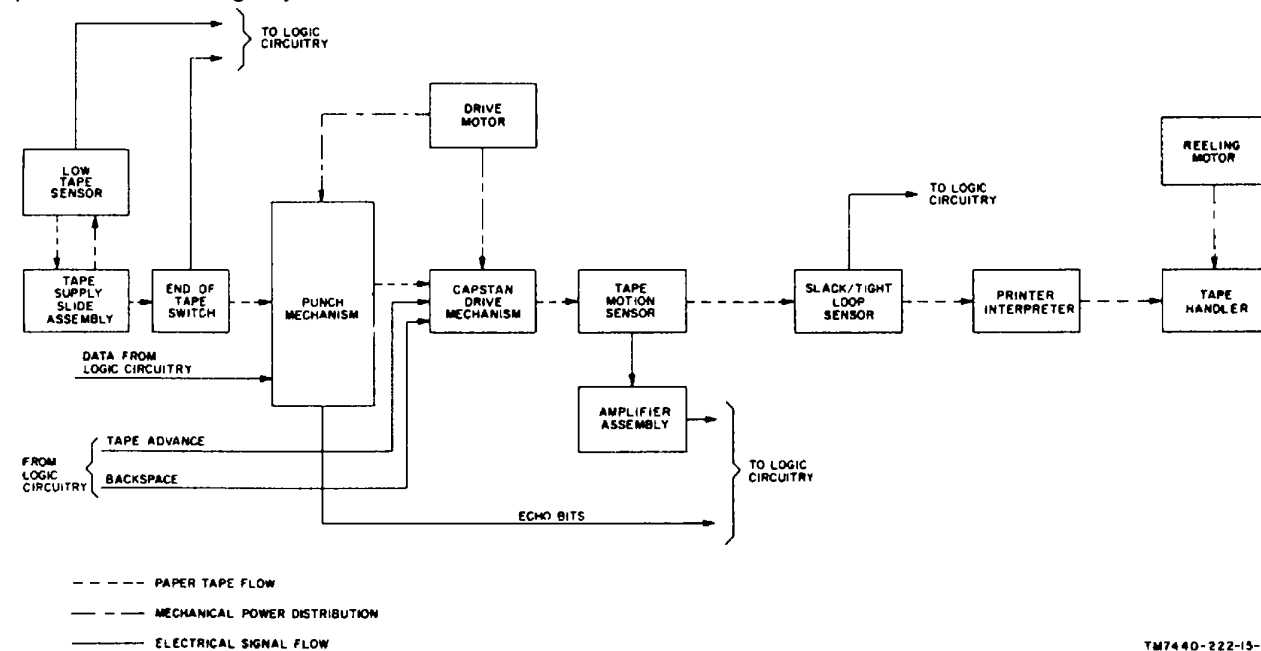 TO LOGIC
CIRCUITRY
DRIVE
MOTOR
REELING
MOTOR
LOW
TAPE
SENSOR
TO LOGIC
CIRCUITRY
TAPE
SUPPLY
SLIDE
ASSEMBLY
END OF
TAPE
SWITCH
PUNCH
MECHANISM
CAPSTAN
DRIVE
MECHANISM
TAPE
MOTION
SENSOR
SLACK/TIGHT
LOOP
SENSOR
PRINTER
INTERPRETER
TAPE
HANDLER
DATA FROM
LOGIC CIRCUITRY
AMPLIFIER
ASSEMBLY
FROM
LOGIC
CIRCUITRY
TAPE ADVANCE
BACKSPACE
TO LOGIC
CIRCUITRY
ECHO BITS
PAPER TAPE FLOW
MECHANICAL POWER DISTRIBUTION
ELECTRICAL SIGNAL FLOW
TM7440-222-15-